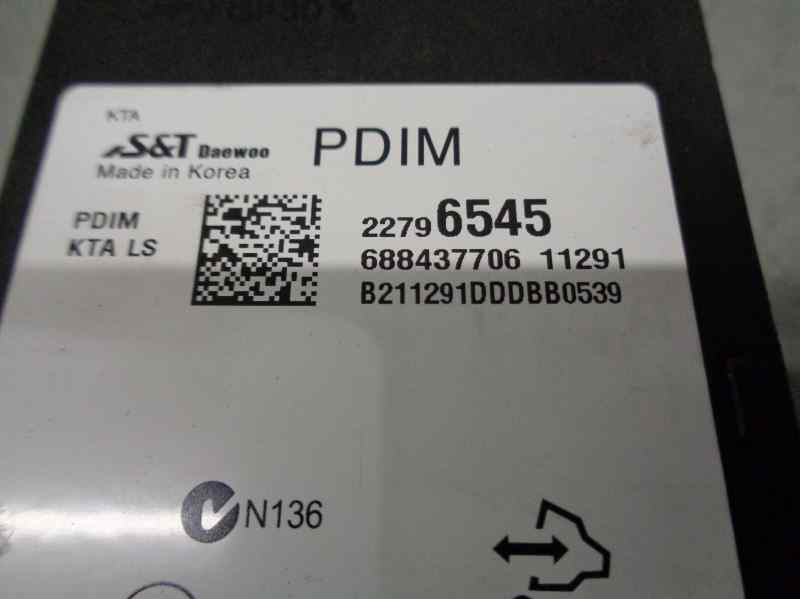 KTA
S&T Daewoo PDIM
Made in Korea
PDIM
KTA LS
22796545
688437706 11291
B211291DDDBB0539
N136